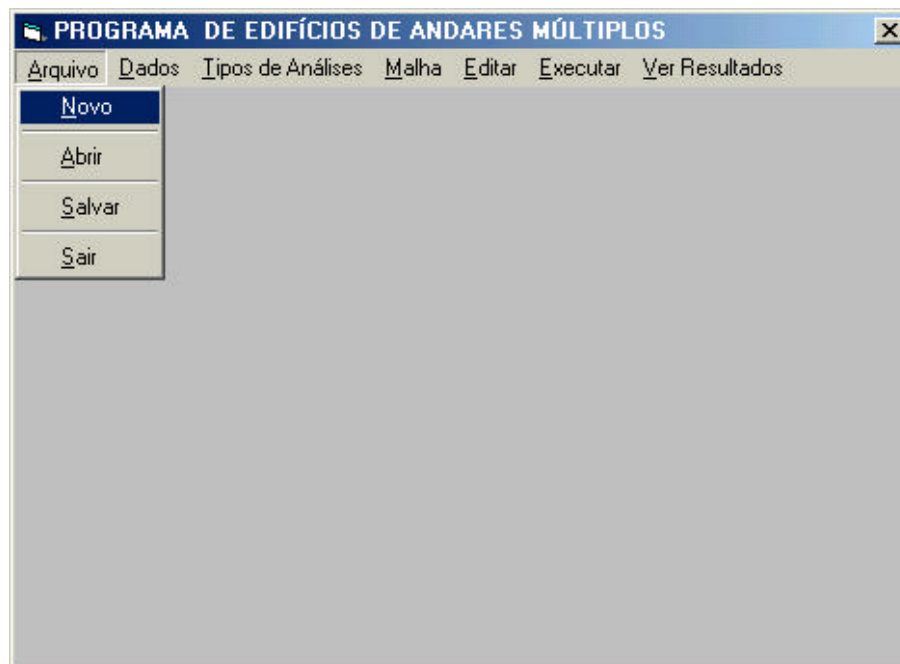 PROGRAMA DE EDIFÍCIOS DE ANDARES MÚLTIPLOS
Arquivo Dados Tipos de Análises Malha Editar Executar Ver Resultados
Novo
Abrir
Salvar
Sair